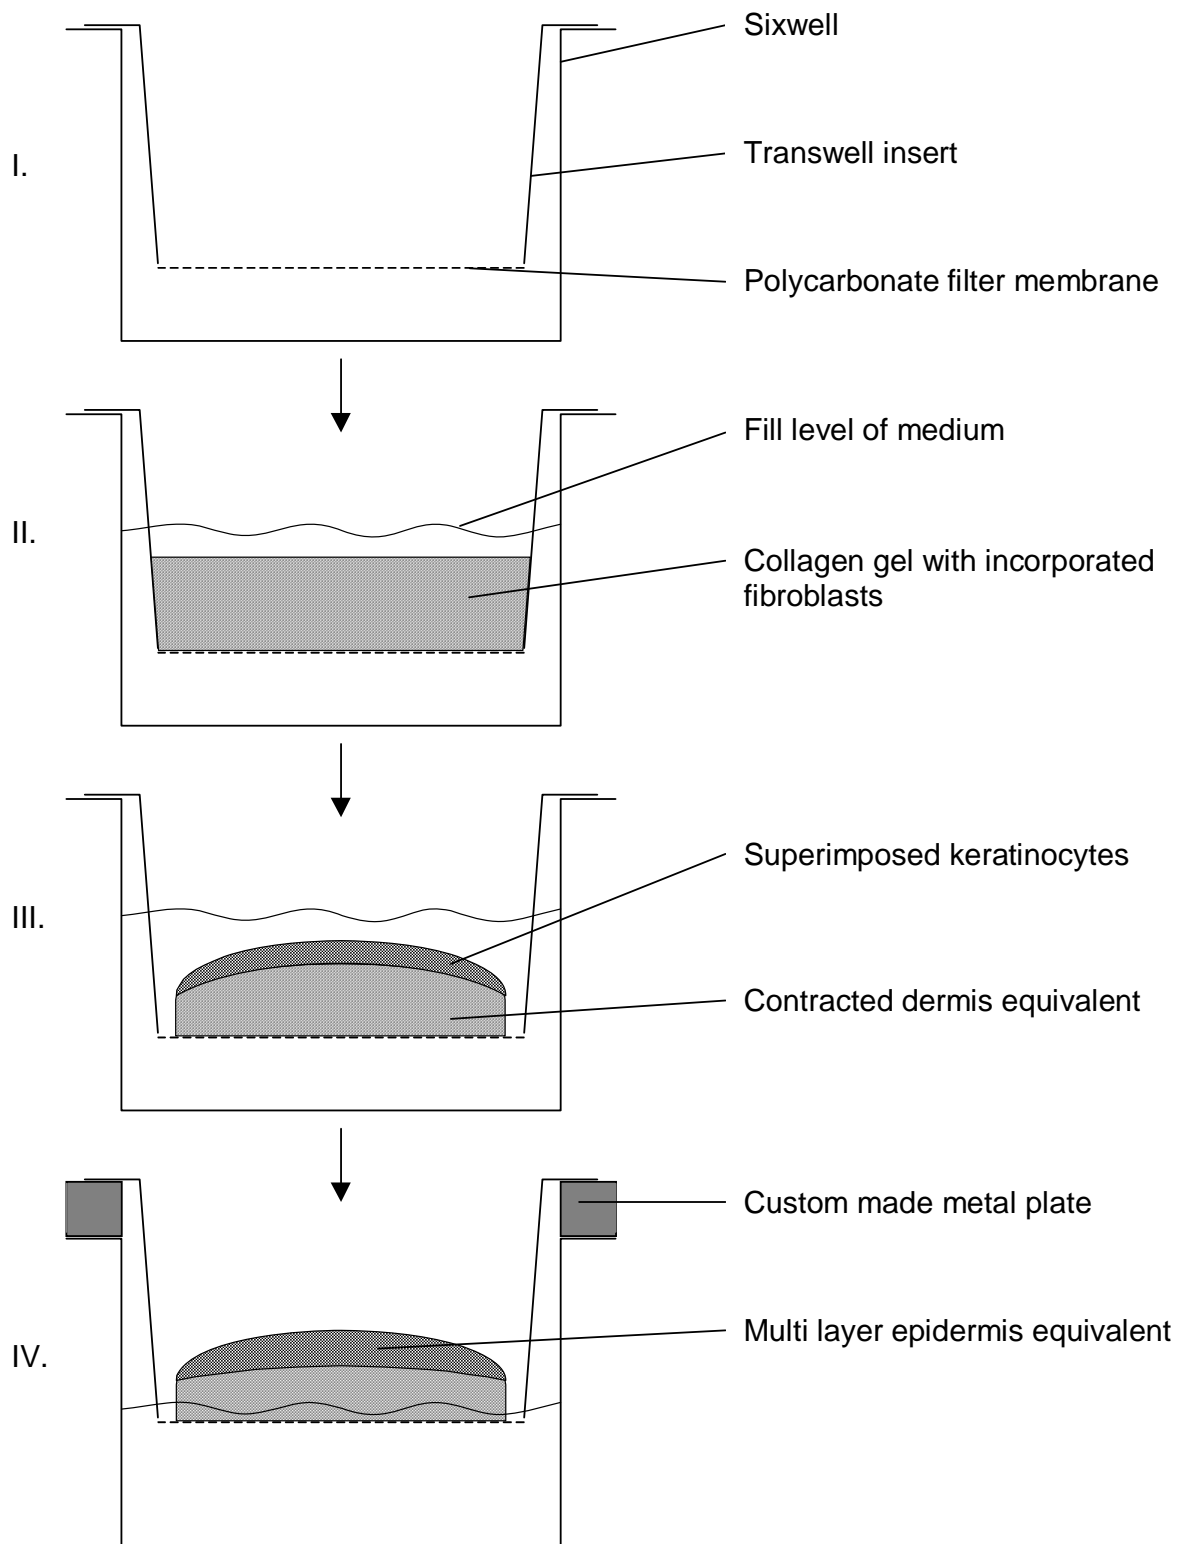 Sixwell
I.
Transwell insert
Polycarbonate filter membrane
Fill level of medium
II.
Collagen gel with incorporated
fibroblasts
Superimposed keratinocytes
III.
Contracted dermis equivalent
Custom made metal plate
Multi layer epidermis equivalent
IV.